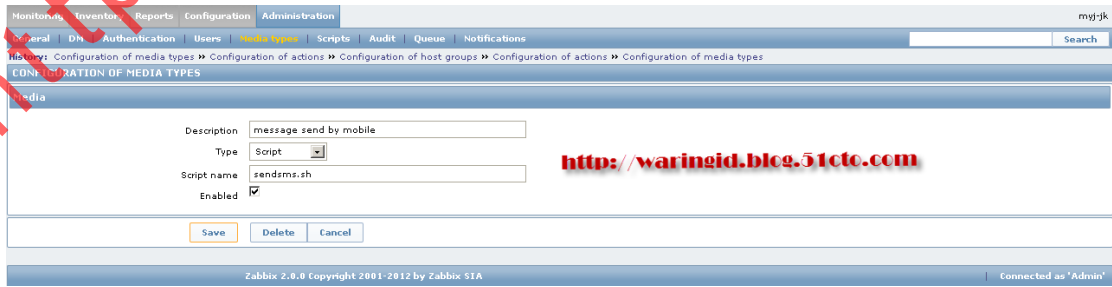 Monitoring Inventory Reports Configuration Administration myj-jk
General | DM | Authentication | Users | Media types | Scripts | Audit | Queue | Notifications Search
History: Configuration of media types » Configuration of actions » Configuration of host groups » Configuration of actions » Configuration of media types
CONFIGURATION OF MEDIA TYPES
Media
Description message send by mobile
Type Script
http://waringid.blog.51cto.com
Script name sendsms.sh
Enabled
Save Delete Cancel
Zabbix 2.0.0 Copyright 2001-2012 by Zabbix SIA | Connected as 'Admin'